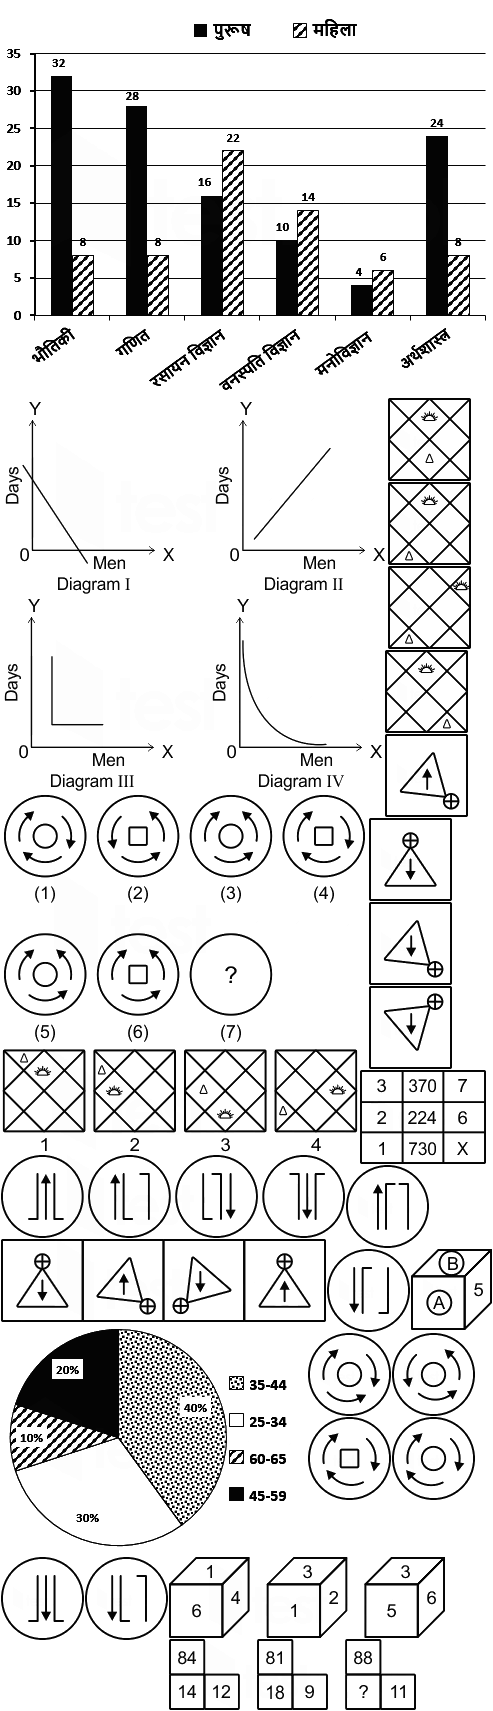 पुरूष महिला
35
32
30
28
25
24
22
20
16
15
14
10
10
8 8 8
6
5
4
0
भौतिकी गणित रसायन विज्ञान वनस्पति विज्ञान मनोविज्ञान अर्थशास्त्र
Y Y
Days Days
0 Men X 0 Men X
Diagram I Diagram II
Y Y
Days Days
0 Men X 0 Men X
Diagram III Diagram IV
(1) (2) (3) (4)
?
(5) (6) (7)
1 2 3 4
3 370 7
2 224 6
1 730 X
B
A 5
20%
40%
10%
30%
35-44
25-34
60-65
45-59
1 3 3
6 4 1 2 5 6
84 81 88
14 12 18 9 ? 11